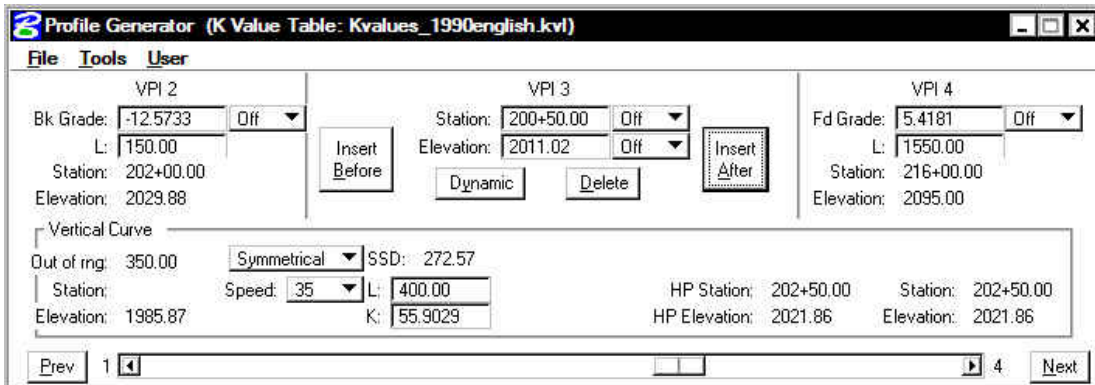 Profile Generator (K Value Table: Kvalues_1990english.kvl)
File Tools User
VPI 2 VPI 3 VPI 4
Bk Grade: -12.5733 Off Station: 200+50.00 Off Fd Grade: 5.4181 Off
L: 150.00 Insert Before Elevation: 2011.02 Off Insert After L: 1550.00
Station: 202+00.00 Dynamic Delete Station: 216+00.00
Elevation: 2029.88 Elevation: 2095.00
Vertical Curve
Out of rng: 350.00 Symmetrical SSD: 272.57
Station: Speed: 35 L: 400.00 HP Station: 202+50.00 Station: 202+50.00
Elevation: 1985.87 K: 55.9029 HP Elevation: 2021.86 Elevation: 2021.86
Prev 1 4 Next